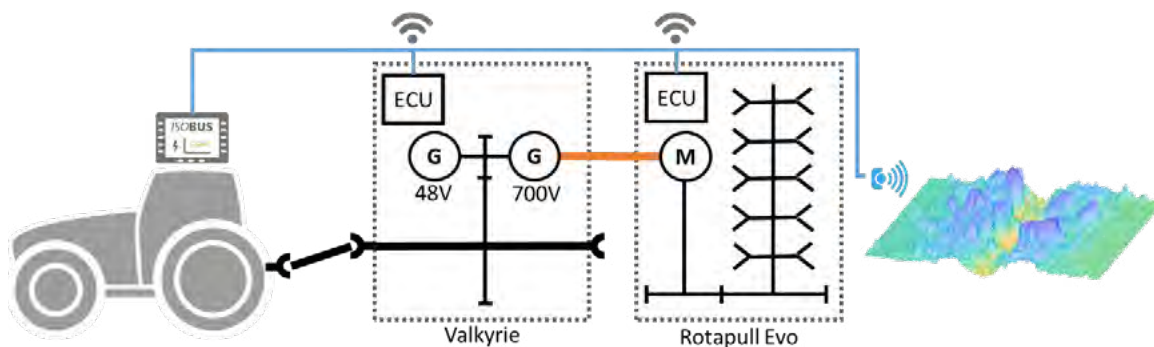 ISOBUS
ECU
G
G
48V
700V
Valkyrie
ECU
M
Rotapull Evo